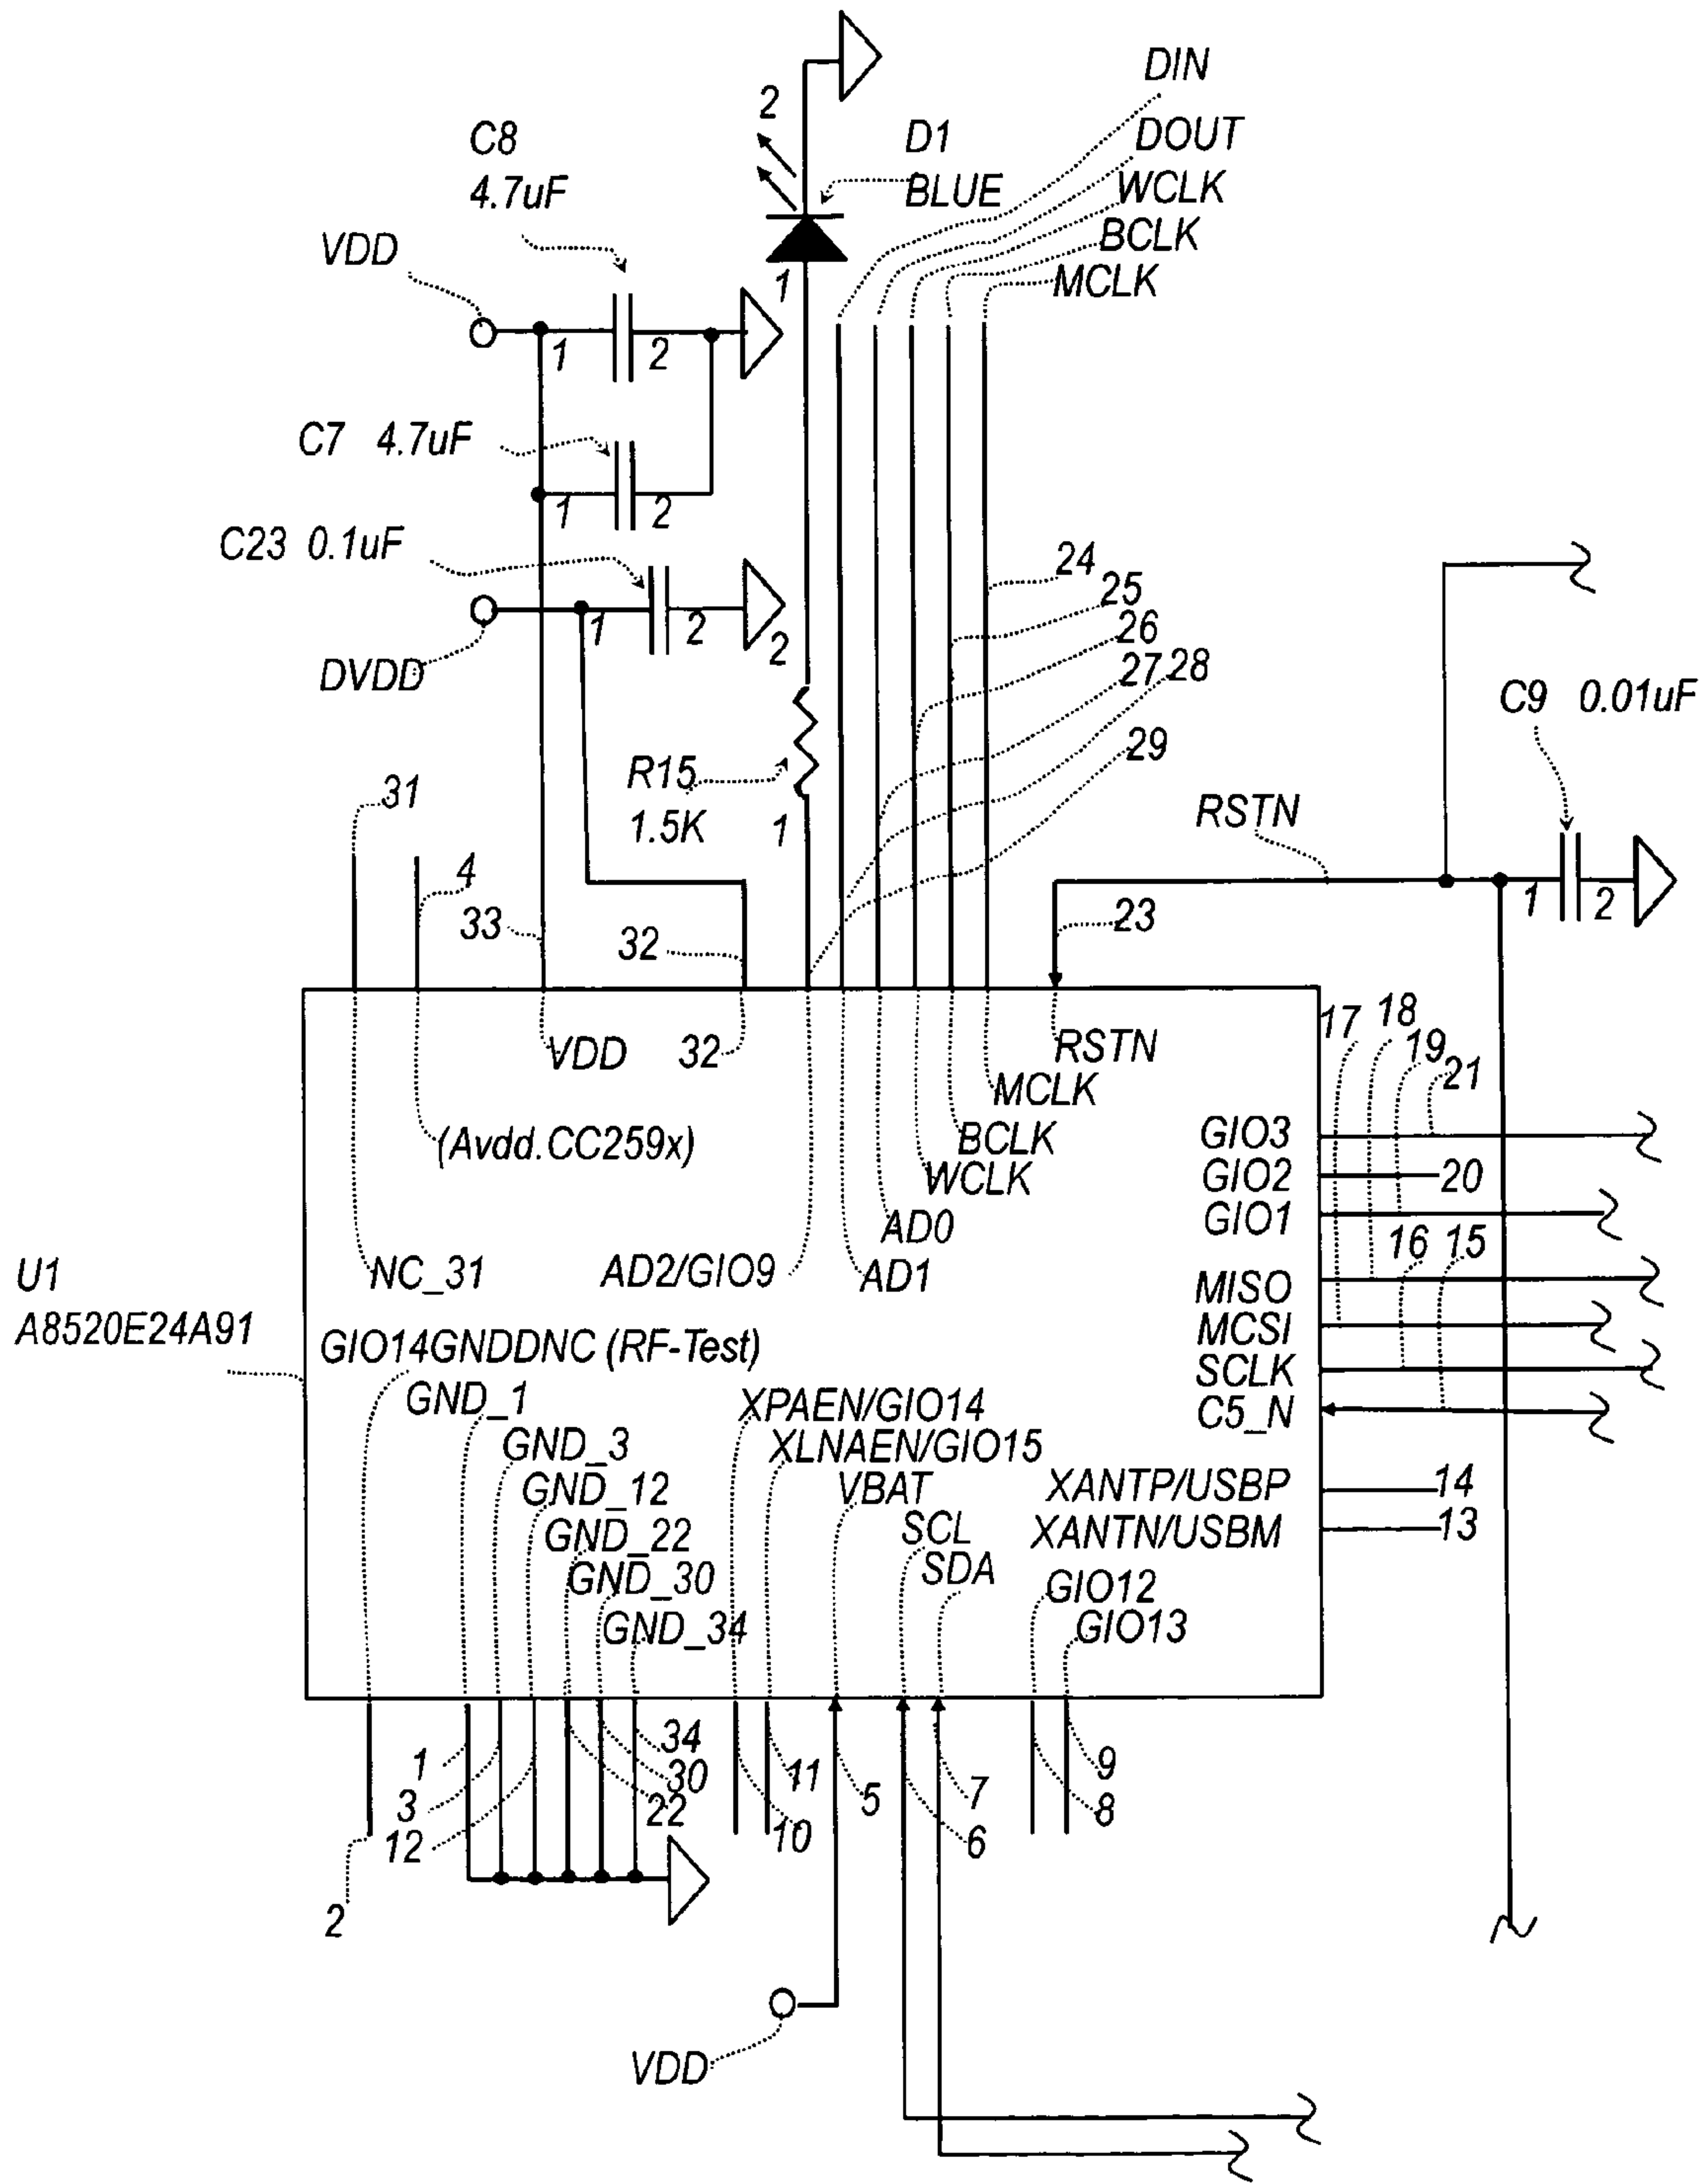 DIN
C8
D1
DOUT
2
4.7uF
BLUE
WCLK
VDD
BCLK
1
MCLK
1
2
C7 4.7uF
1
2
C23 0.1uF
24
25
1
2
2
26
DVDD
27
28
C9 0.01uF
29
R15
31
RSTN
1.5K
1
4
33
32
23
1
2
17
18
VDD
32
RSTN
19
21
MCLK
GIO3
(Avdd.CC259x)
BCLK
WCLK
GIO2
20
AD0
GIO1
16
15
U1
NC_31
AD2/GIO9
AD1
MISO
A8520E24A91
GIO14GNDDNC (RF-Test)
MCSI
SCLK
GND_1
XPAEN/GIO14
C5_N
GND_3
XLNAEN/GIO15
GND_12
VBAT
XANTP/USBP
14
GND_22
SCL
XANTN/USBM
13
SDA
GND_30
GIO12
GND_34
GIO13
1
34
9
3
30
11
5
7
8
12
22
10
6
2
VDD